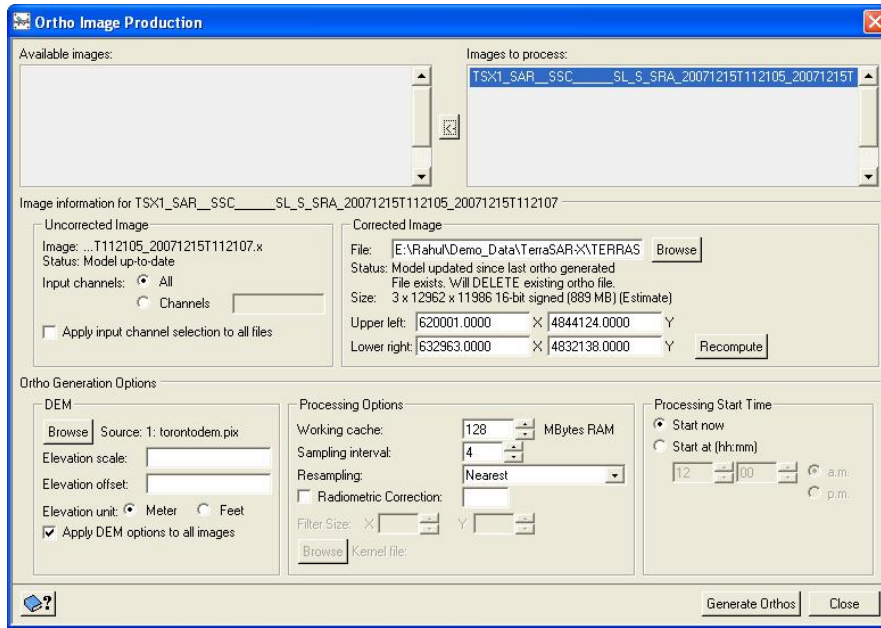 Ortho Image Production
Available images:
Images to process:
TSX1_SAR__SSC______SL_S_SRA_20071215T112105_20071215T
<-
Image information for TSX1_SAR__SSC______SL_S_SRA_20071215T112105_20071215T112107
Uncorrected Image
Image: ...T112105_20071215T112107.x
Status: Model up-to-date
Input channels: All
Channels
Apply input channel selection to all files
Corrected Image
File: E:\Rahul\Demo_Data\TerraSAR-X\TERRAS Browse
Status: Model updated since last ortho generated
File exists. Will DELETE existing ortho file.
Size: 3 x 12962 x 11986 16-bit signed (889 MB) (Estimate)
Upper left: 620001.0000 X 4844124.0000 Y
Lower right: 632963.0000 X 4832138.0000 Y Recompute
Ortho Generation Options
DEM
Browse Source: 1: torontodem.pix
Elevation scale:
Elevation offset:
Elevation unit: Meter Feet
Apply DEM options to all images
Processing Options
Working cache: 128 MBytes RAM
Sampling interval: 4
Resampling: Nearest
Radiometric Correction:
Filter Size: X Y
Browse Kernel file:
Processing Start Time
Start now
Start at (hh:mm)
12 :00 a.m.
p.m.
?
Generate Orthos Close